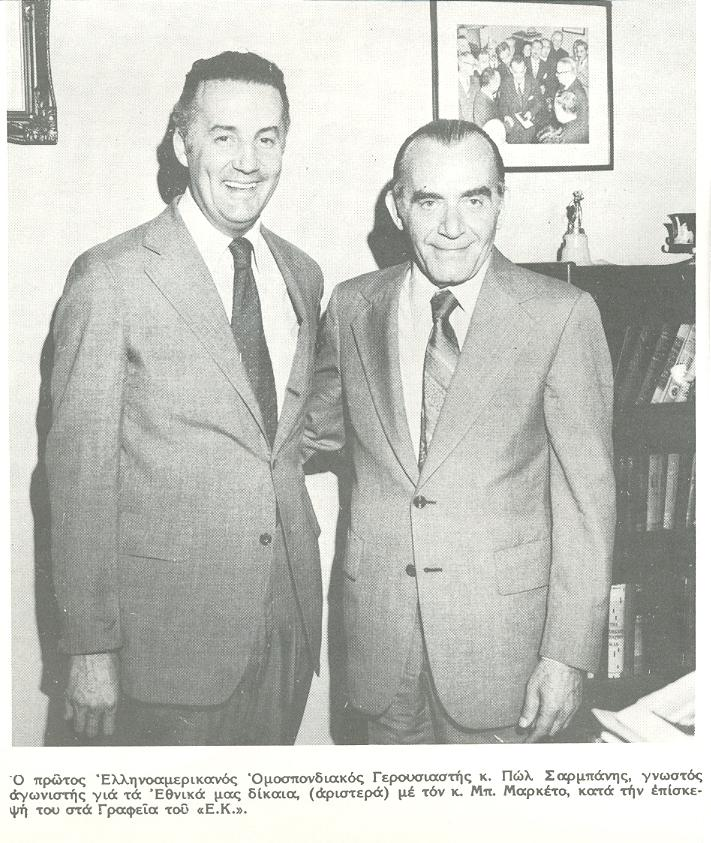 Ὁ πρῶτος Ἑλληνοαμερικανός Ὁμοσπονδιακός Γερουσιαστής κ. Πώλ Σαρμπάνης, γνωστός
ἀγωνιστής γιά τά Ἐθνικά μας δίκαια, (ἀριστερά) μέ τόν κ. Μπ. Μαρκέτο, κατά τήν ἐπίσκε-
ψή του στά Γραφεῖα τοῦ «Ε.Κ.».